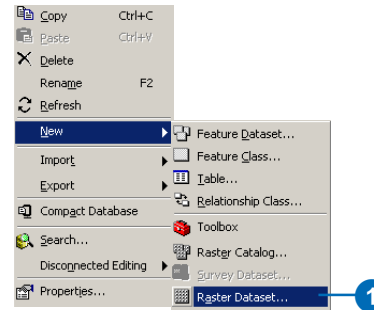 Copy Ctrl+C
Paste Ctrl+V
Delete
Rename F2
Refresh
New
Import
Export
Compact Database
Search...
Disconnected Editing
Properties...
Feature Dataset...
Feature Class...
Table...
Relationship Class...
Toolbox
Raster Catalog...
Survey Dataset...
Raster Dataset...
1